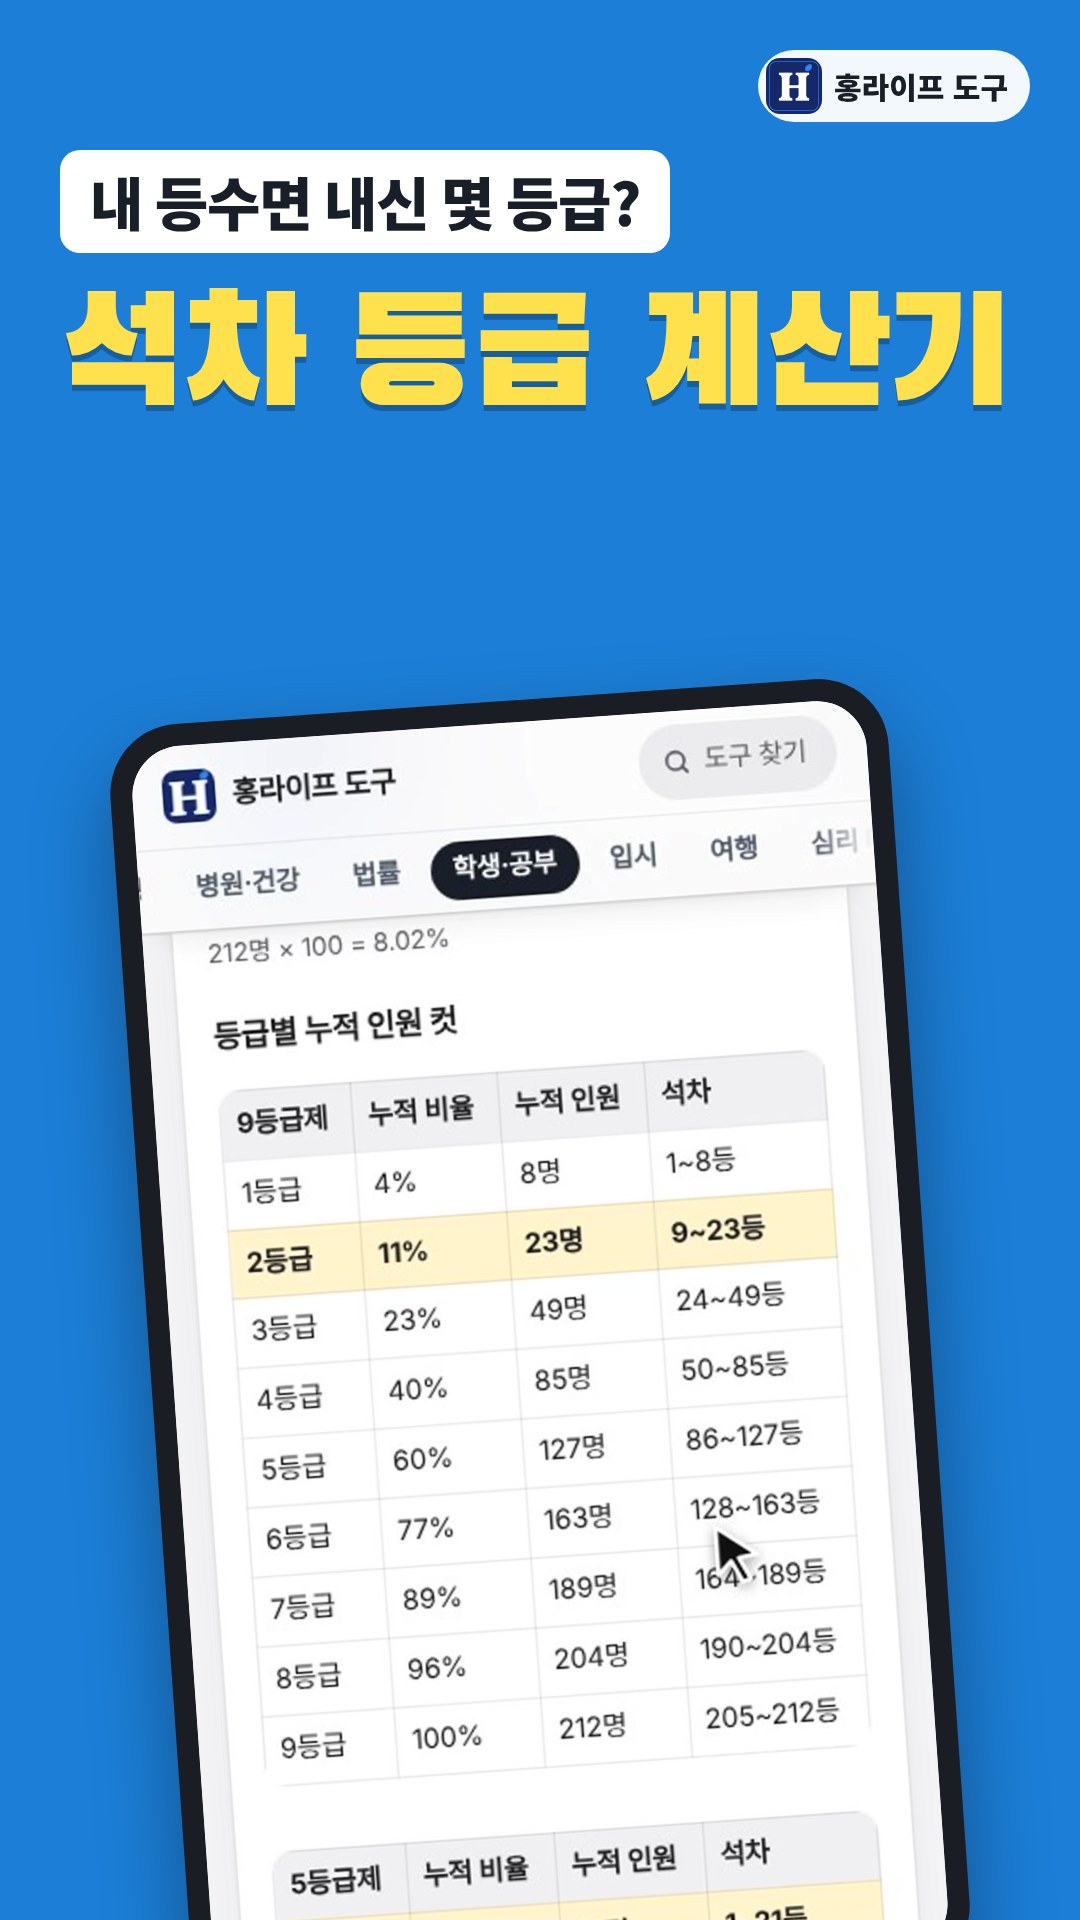 홍라이프 도구
내 등수면 내신 몇 등급?
석차 등급 계산기
홍라이프 도구
도구 찾기
병원·건강 법률 학생·공부 입시 여행 심리
212명 × 100 = 8.02%
등급별 누적 인원 컷
9등급제 누적 비율 누적 인원 석차
1등급 4% 8명 1~8등
2등급 11% 23명 9~23등
3등급 23% 49명 24~49등
4등급 40% 85명 50~85등
5등급 60% 127명 86~127등
6등급 77% 163명 128~163등
7등급 89% 189명 164~189등
8등급 96% 204명 190~204등
9등급 100% 212명 205~212등
5등급제 누적 비율 누적 인원 석차
1~21등